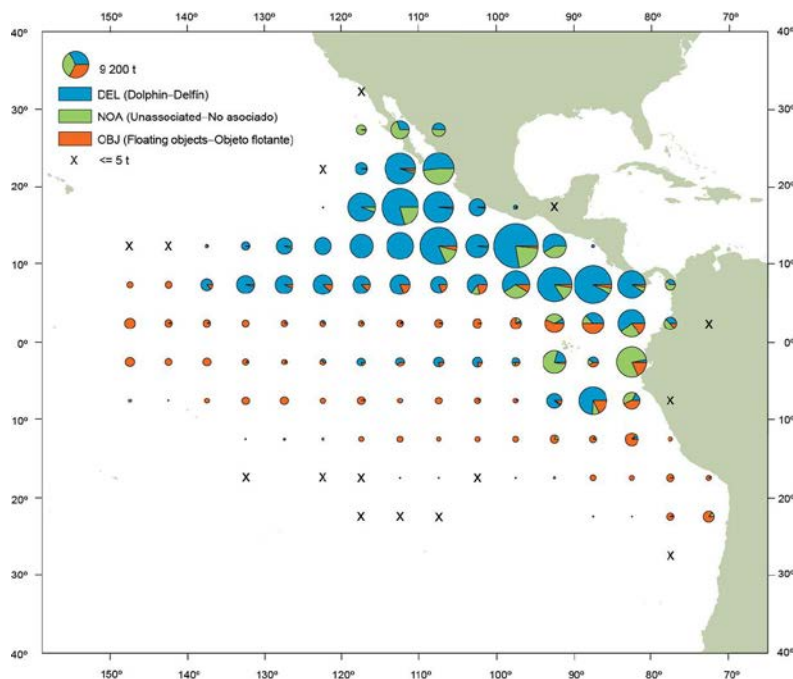 150º 140º 130º 120º 110º 100º 90º 80º 70º
40º 40º
9 200 t
DEL (Dolphin–Delfín)
30º 30º
NOA (Unassociated–No asociado)
OBJ (Floating objects–Objeto flotante)
X <= 5 t
20º 20º
10º 10º
0º 0º
10º 10º
20º 20º
30º 30º
40º 40º
150º 140º 130º 120º 110º 100º 90º 80º 70º